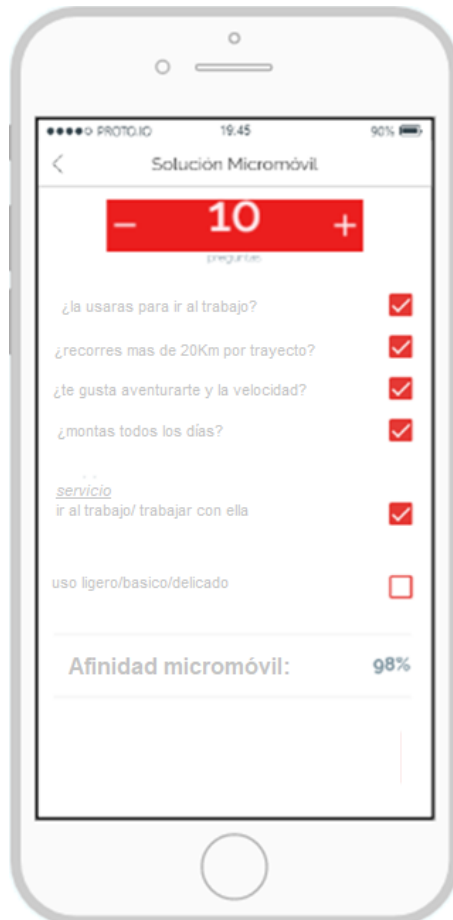 PROTO.IO 19:45 90%
Solución Micromóvil
− 10 +
preguntas
¿la usaras para ir al trabajo?
¿recorres mas de 20Km por trayecto?
¿te gusta aventurarte y la velocidad?
¿montas todos los días?
servicio
ir al trabajo/ trabajar con ella
uso ligero/basico/delicado
Afinidad micromóvil: 98%